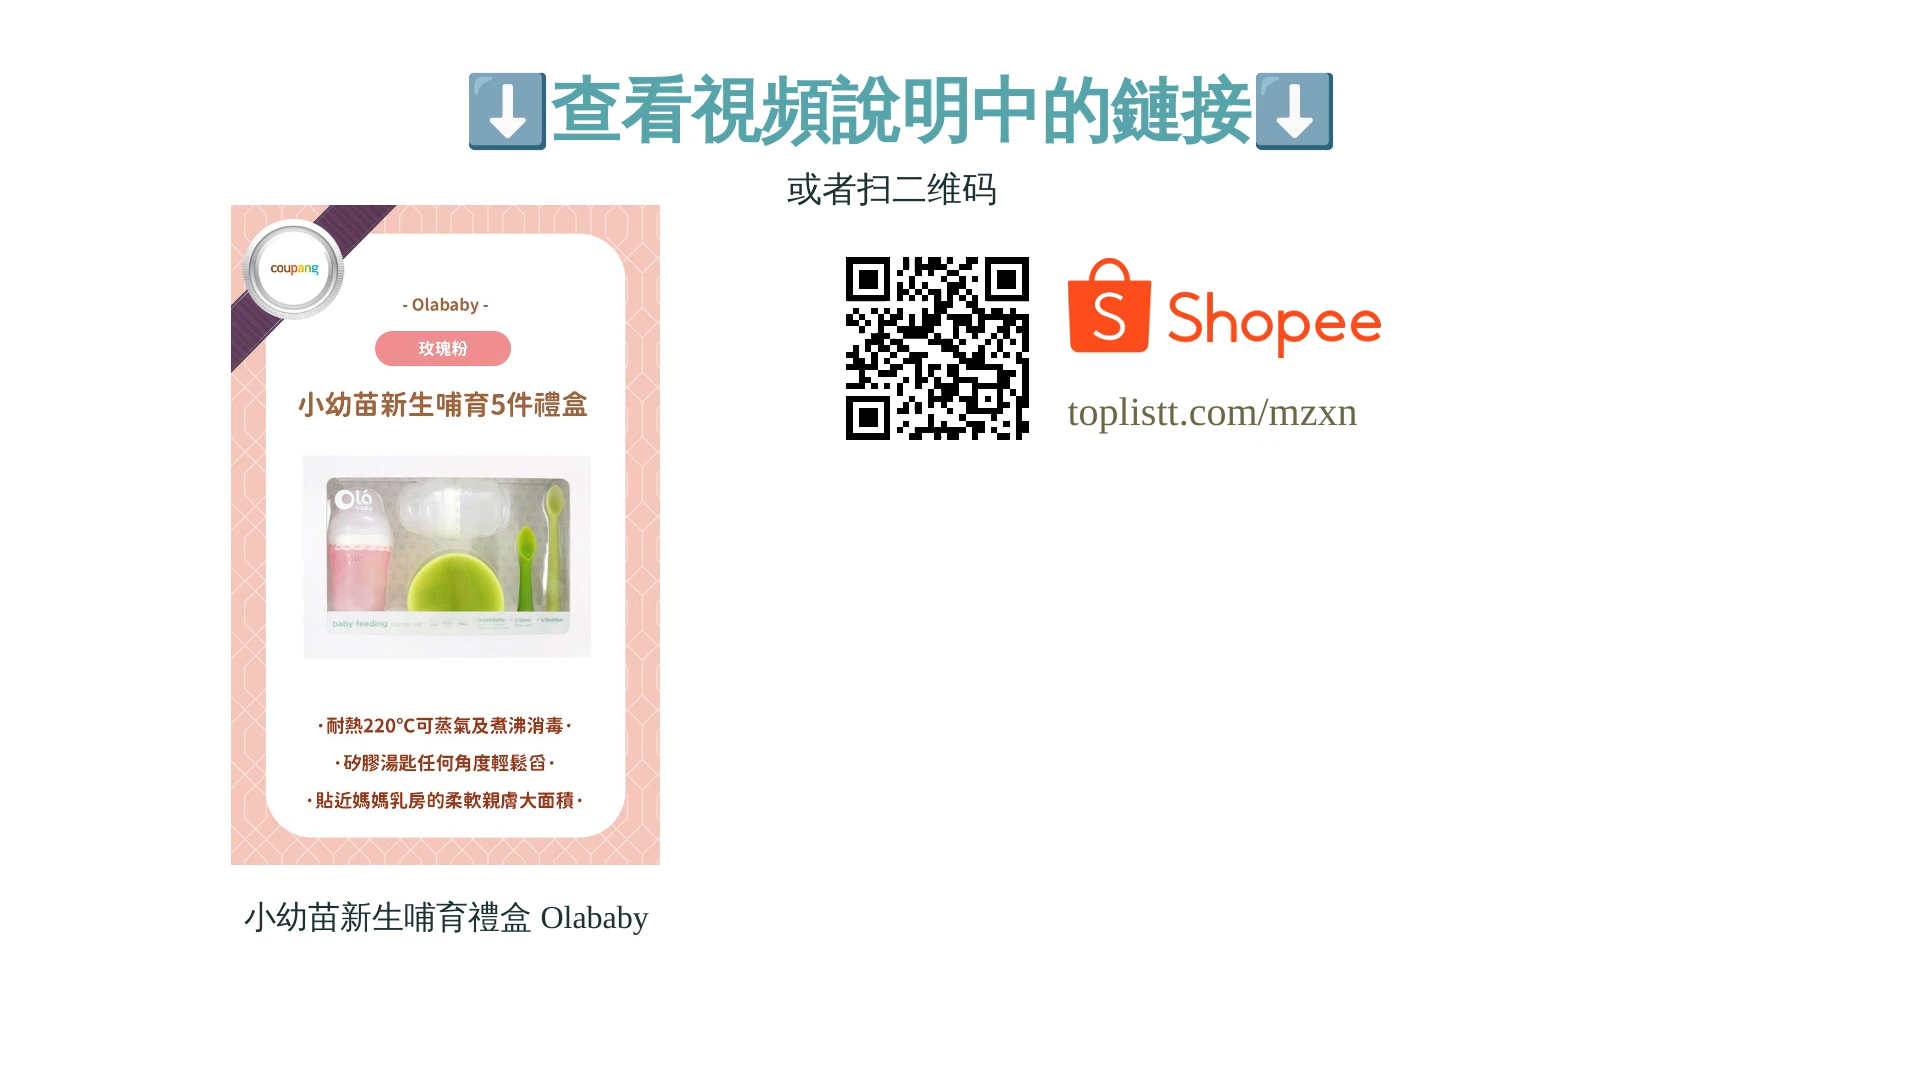 ⬇️查看視頻說明中的鏈接⬇️
或者扫二维码
coupang
- Olababy -
玫瑰粉
小幼苗新生哺育5件禮盒
Olá
baby
baby feeding
·耐熱220°C可蒸氣及煮沸消毒·
·矽膠湯匙任何角度輕鬆舀·
·貼近媽媽乳房的柔軟親膚大面積·
小幼苗新生哺育禮盒 Olababy
Shopee
toplistt.com/mzxn